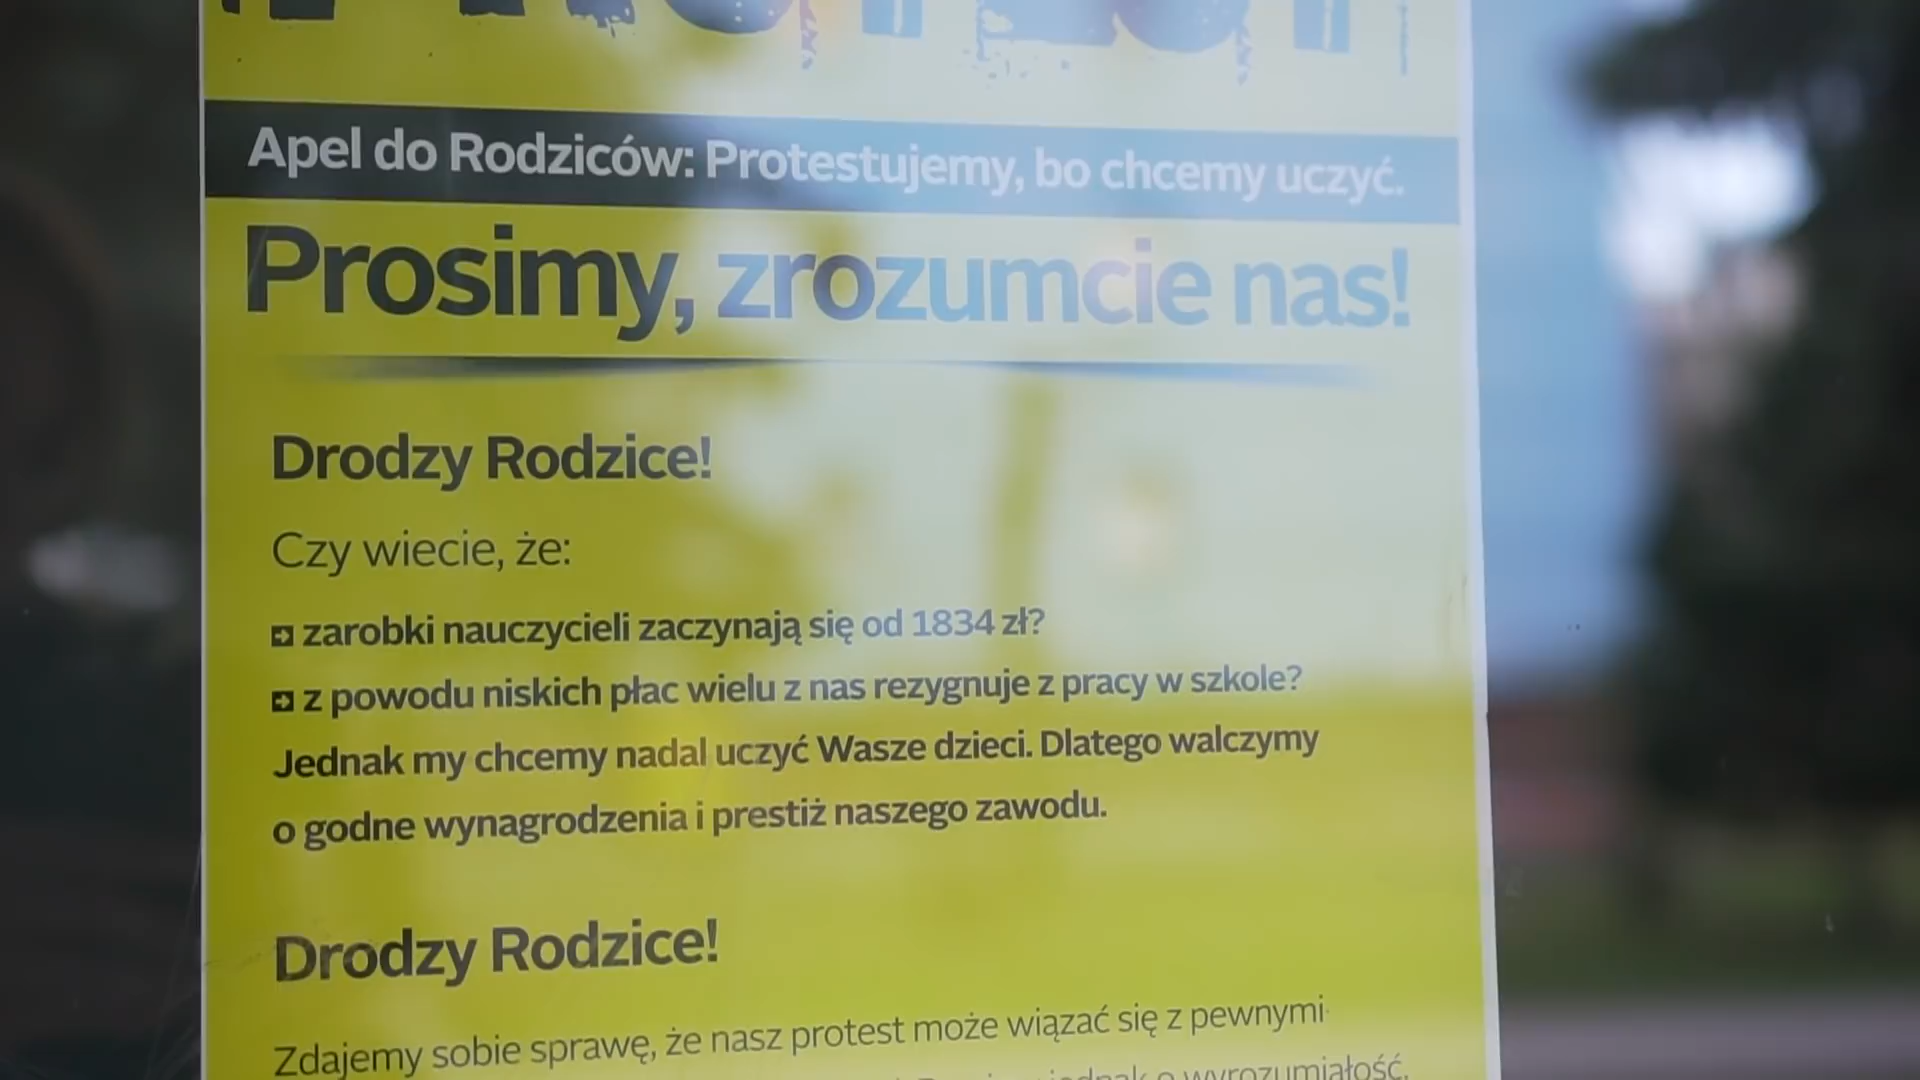 Apel do Rodziców: Protestujemy, bo chcemy uczyć.
Prosimy, zrozumcie nas!
Drodzy Rodzice!
Czy wiecie, że:
zarobki nauczycieli zaczynają się od 1834 zł?
z powodu niskich płac wielu z nas rezygnuje z pracy w szkole?
Jednak my chcemy nadal uczyć Wasze dzieci. Dlatego walczymy
o godne wynagrodzenia i prestiż naszego zawodu.
Drodzy Rodzice!
Zdajemy sobie sprawę, że nasz protest może wiązać się z pewnymi
jednak o wyrozumiałość.